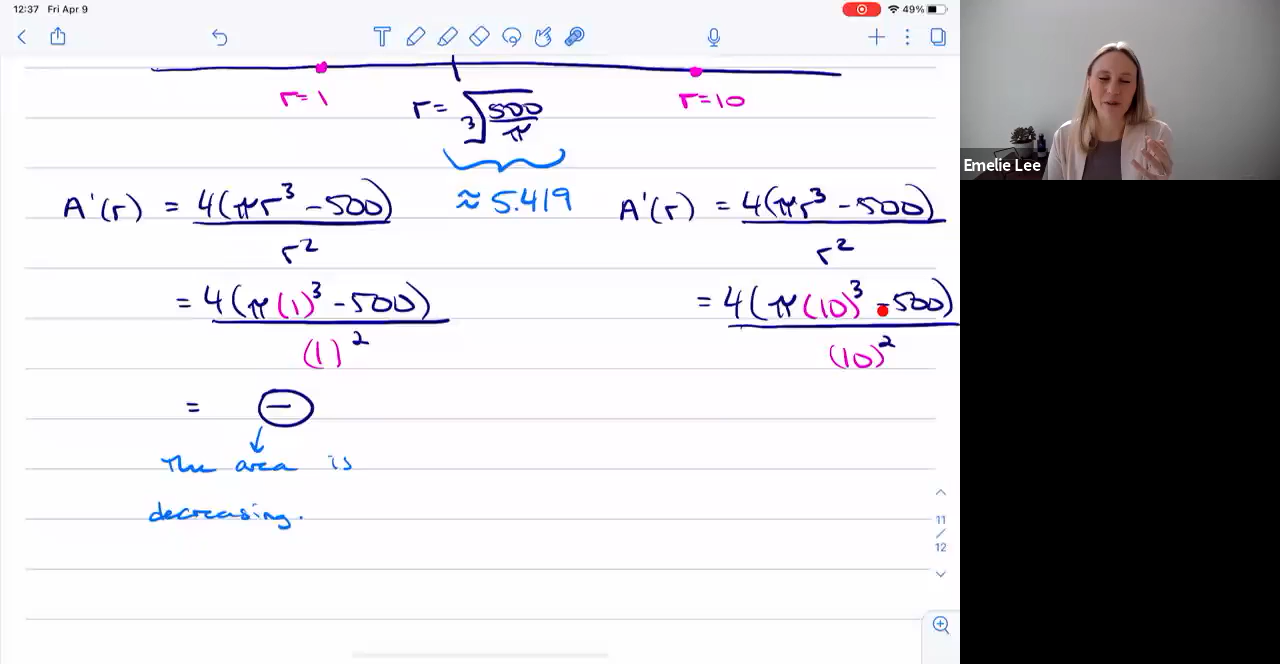 12:37 Fri Apr 9
49%
T
r=1
r= ³√(500/π)
r=10
≈ 5.419
A'(r) = 4(πr³ - 500) / r²
A'(r) = 4(πr³ - 500) / r²
= 4(π(1)³ - 500) / (1)²
= 4(π(10)³ - 500) / (10)²
= -
The area is
decreasing.
11
/
12
Emelie Lee